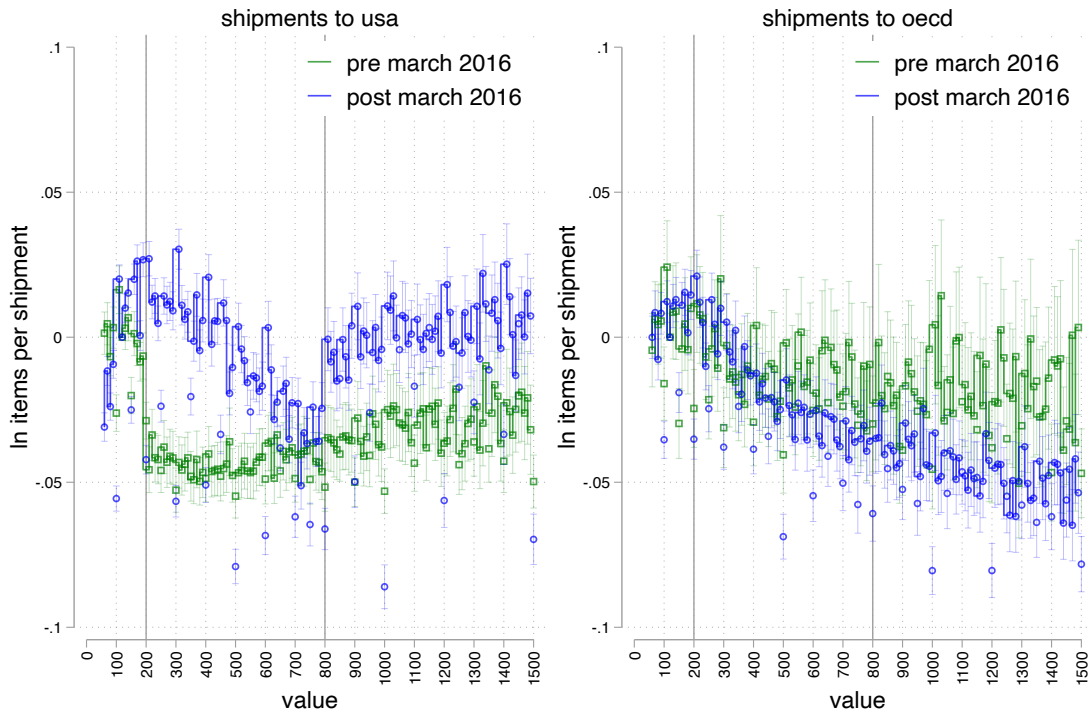 shipments to usa
pre march 2016
post march 2016
.1
.05
0
-.05
-.1
ln items per shipment
0 100 200 300 400 500 600 700 800 900 1000 1100 1200 1300 1400 1500
value
shipments to oecd
pre march 2016
post march 2016
.1
.05
0
-.05
-.1
ln items per shipment
0 100 200 300 400 500 600 700 800 900 1000 1100 1200 1300 1400 1500
value